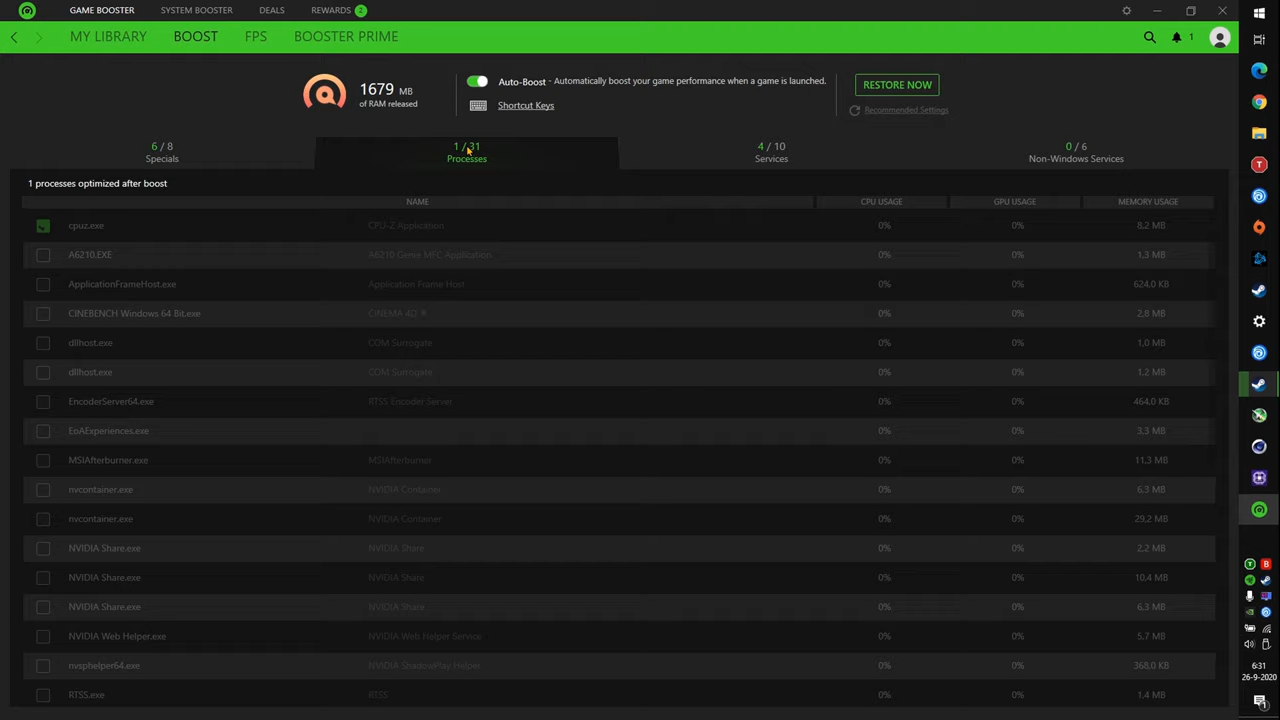 GAME BOOSTER SYSTEM BOOSTER DEALS REWARDS 2
MY LIBRARY BOOST FPS BOOSTER PRIME 1
1679 MB
of RAM released
Auto-Boost - Automatically boost your game performance when a game is launched.
Shortcut Keys
RESTORE NOW
Recommended Settings
6 / 8
Specials
1 / 31
Processes
4 / 10
Services
0 / 6
Non-Windows Services
1 processes optimized after boost
NAME CPU USAGE GPU USAGE MEMORY USAGE
cpuz.exe CPU-Z Application 0% 0% 8,2 MB
A6210.EXE A6210 Genie MFC Application 0% 0% 1,3 MB
ApplicationFrameHost.exe Application Frame Host 0% 0% 624,0 KB
CINEBENCH Windows 64 Bit.exe CINEMA 4D ® 0% 0% 2,8 MB
dllhost.exe COM Surrogate 0% 0% 1,0 MB
dllhost.exe COM Surrogate 0% 0% 1,2 MB
EncoderServer64.exe RTSS Encoder Server 0% 0% 464,0 KB
EoAExperiences.exe 0% 0% 3,3 MB
MSIAfterburner.exe MSIAfterburner 0% 0% 11,3 MB
nvcontainer.exe NVIDIA Container 0% 0% 6,3 MB
nvcontainer.exe NVIDIA Container 0% 0% 29,2 MB
NVIDIA Share.exe NVIDIA Share 0% 0% 2,2 MB
NVIDIA Share.exe NVIDIA Share 0% 0% 10,4 MB
NVIDIA Share.exe NVIDIA Share 0% 0% 6,3 MB
NVIDIA Web Helper.exe NVIDIA Web Helper Service 0% 0% 5,7 MB
nvsphelper64.exe NVIDIA ShadowPlay Helper 0% 0% 368,0 KB
RTSS.exe RTSS 0% 0% 1,4 MB
6:31
26-9-2020